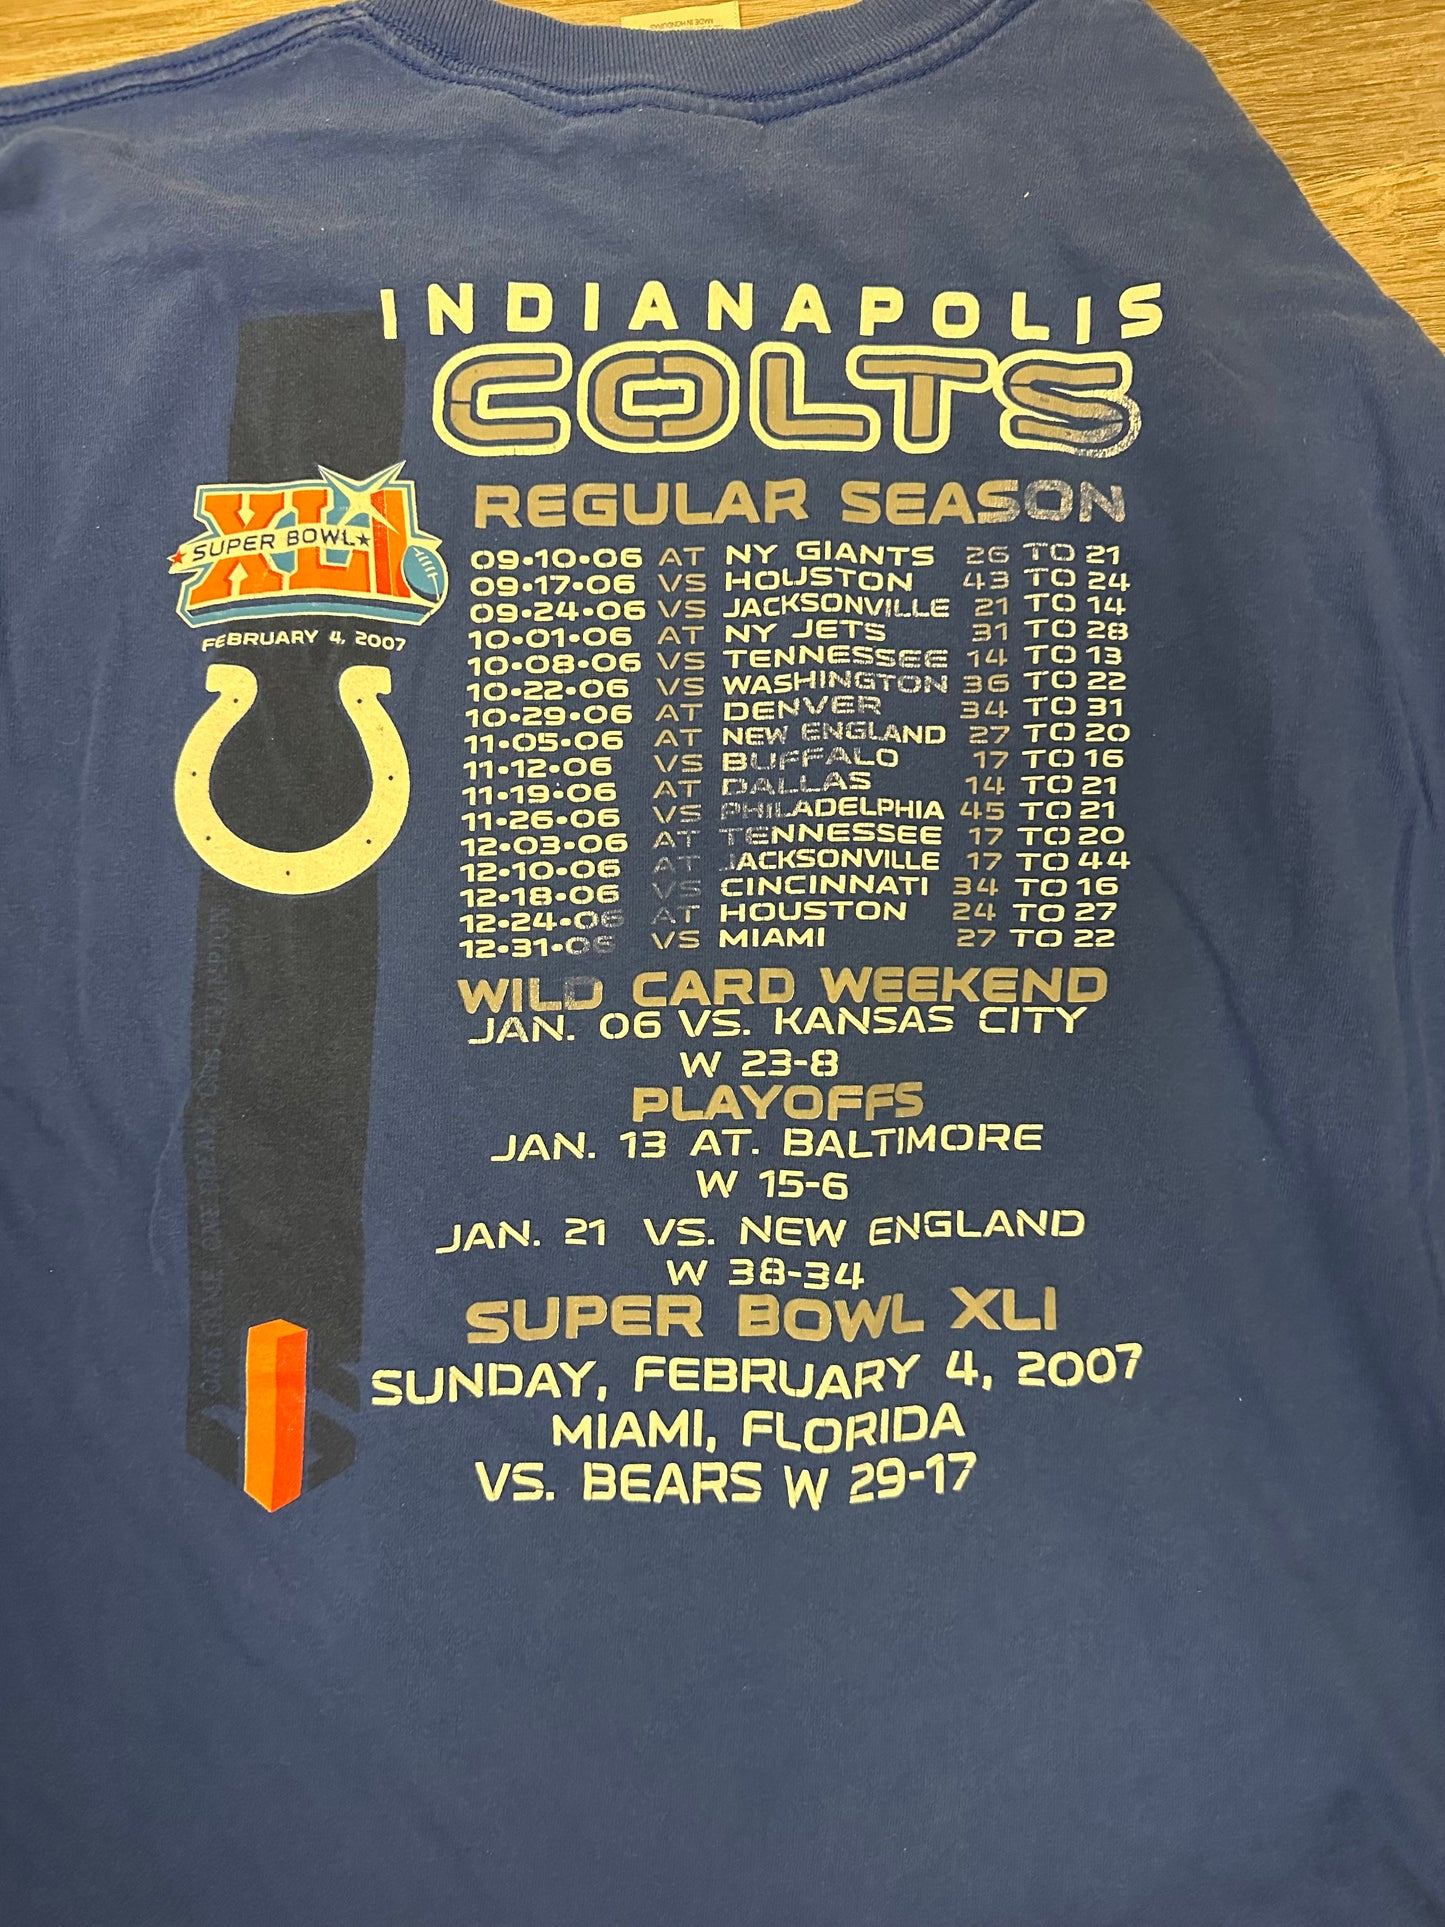 MADE IN HONDURAS
INDIANAPOLIS
COLTS
REGULAR SEASON
09•10•06 AT NY GIANTS 26 TO 21
09•17•06 VS HOUSTON 43 TO 24
09•24•06 VS JACKSONVILLE 21 TO 14
10•01•06 AT NY JETS 31 TO 28
10•08•06 VS TENNESSEE 14 TO 13
10•22•06 VS WASHINGTON 36 TO 22
10•29•06 AT DENVER 34 TO 31
11•05•06 AT NEW ENGLAND 27 TO 20
11•12•06 VS BUFFALO 17 TO 16
11•19•06 AT DALLAS 14 TO 21
11•26•06 VS PHILADELPHIA 45 TO 21
12•03•06 AT TENNESSEE 17 TO 20
12•10•06 AT JACKSONVILLE 17 TO 44
12•18•06 VS CINCINNATI 34 TO 16
12•24•06 AT HOUSTON 24 TO 27
12•31•06 VS MIAMI 27 TO 22
WILD CARD WEEKEND
JAN. 06 VS. KANSAS CITY
W 23-8
PLAYOFFS
JAN. 13 AT. BALTIMORE
W 15-6
JAN. 21 VS. NEW ENGLAND
W 38-34
SUPER BOWL XLI
SUNDAY, FEBRUARY 4, 2007
MIAMI, FLORIDA
VS. BEARS W 29-17
XLI
SUPER BOWL
FEBRUARY 4, 2007
ONE GAME ONE DREAM ONE CHAMPION